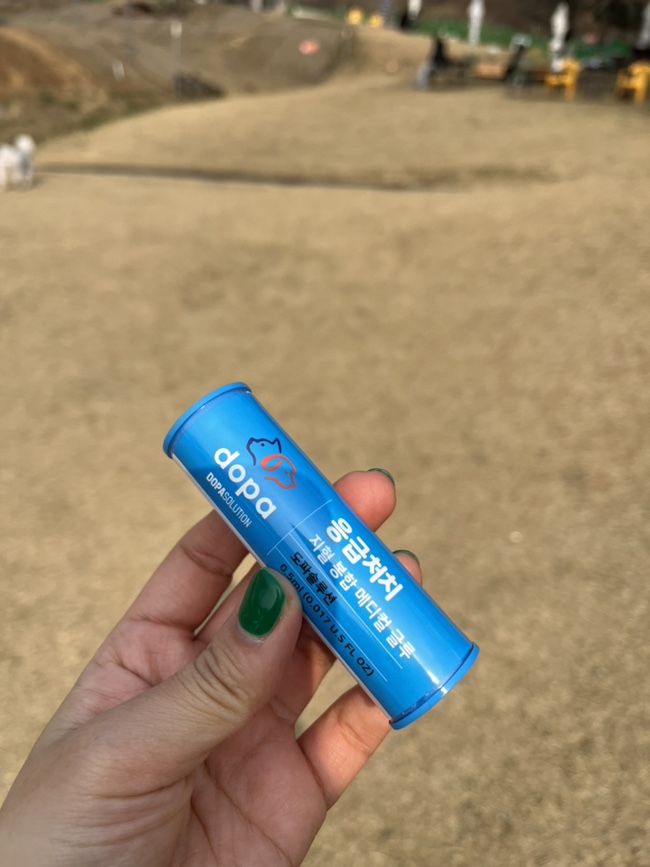 dopa
DOPASOLUTION
응급처치
지혈 봉합 메디컬 글루
도파솔루션
0.5ml (0.017 U.S FL OZ)